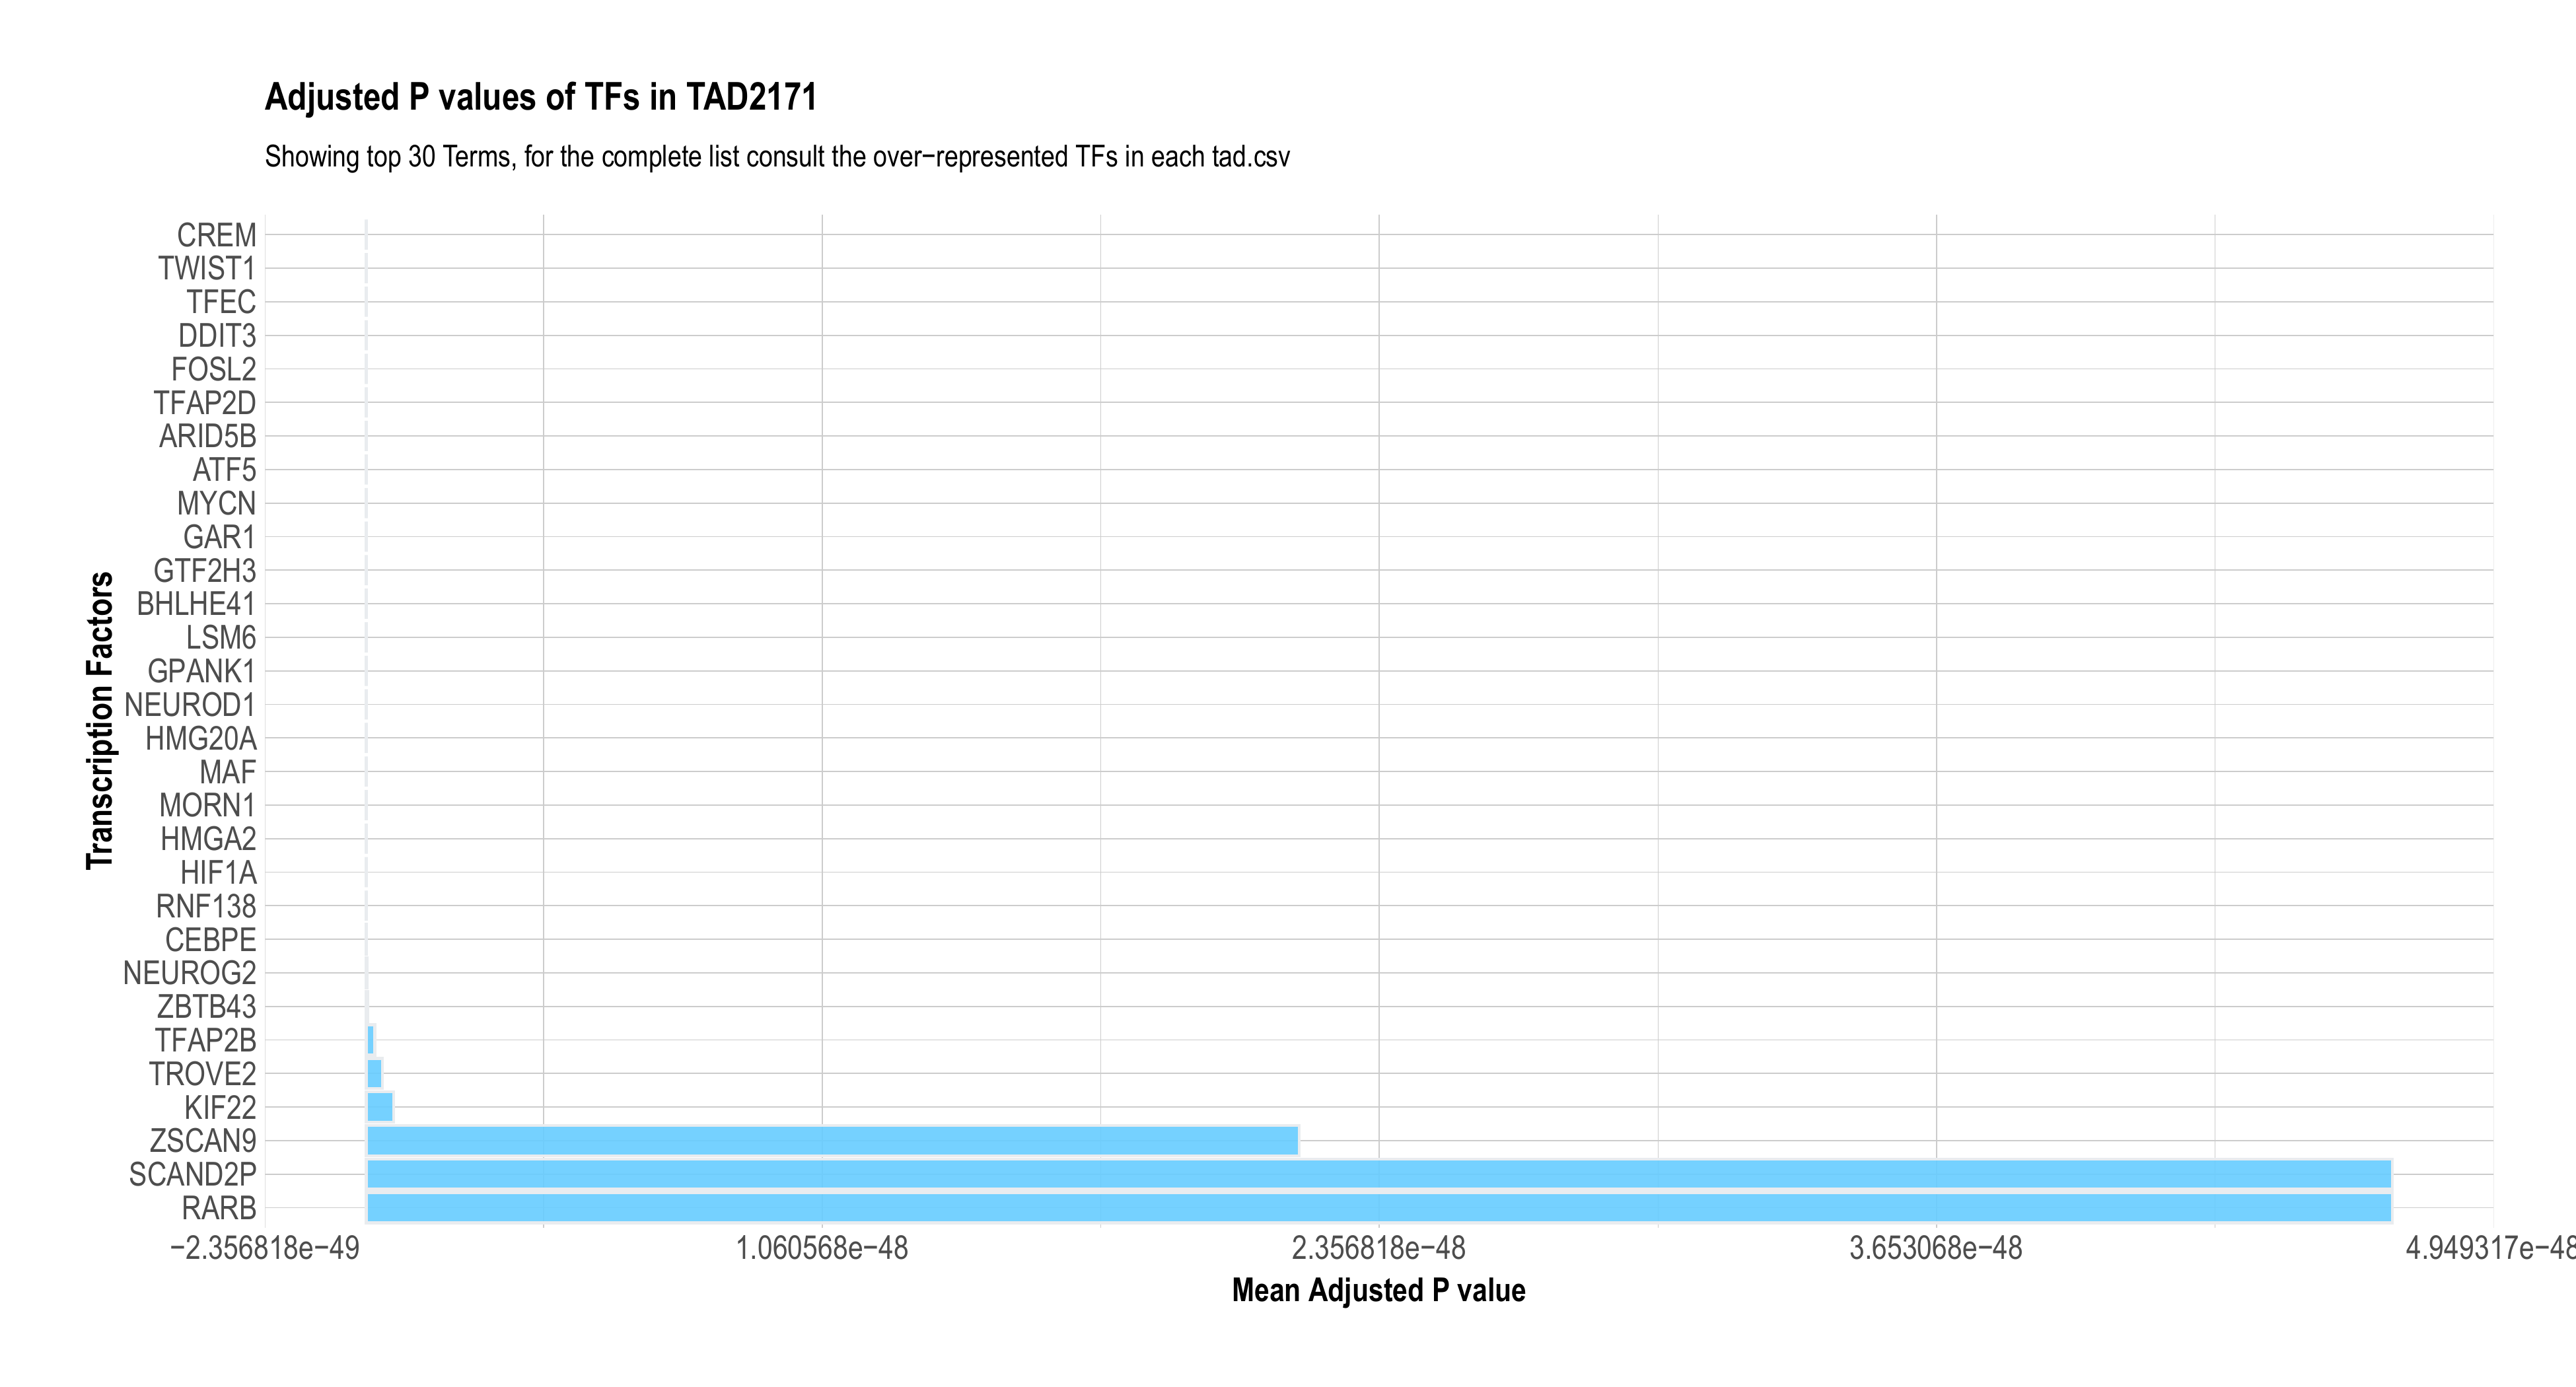 Adjusted P values of TFs in TAD2171
Showing top 30 Terms, for the complete list consult the over−represented TFs in each tad.csv
Transcription Factors
CREM
TWIST1
TFEC
DDIT3
FOSL2
TFAP2D
ARID5B
ATF5
MYCN
GAR1
GTF2H3
BHLHE41
LSM6
GPANK1
NEUROD1
HMG20A
MAF
MORN1
HMGA2
HIF1A
RNF138
CEBPE
NEUROG2
ZBTB43
TFAP2B
TROVE2
KIF22
ZSCAN9
SCAND2P
RARB
−2.356818e−49 1.060568e−48 2.356818e−48 3.653068e−48 4.949317e−48
Mean Adjusted P value